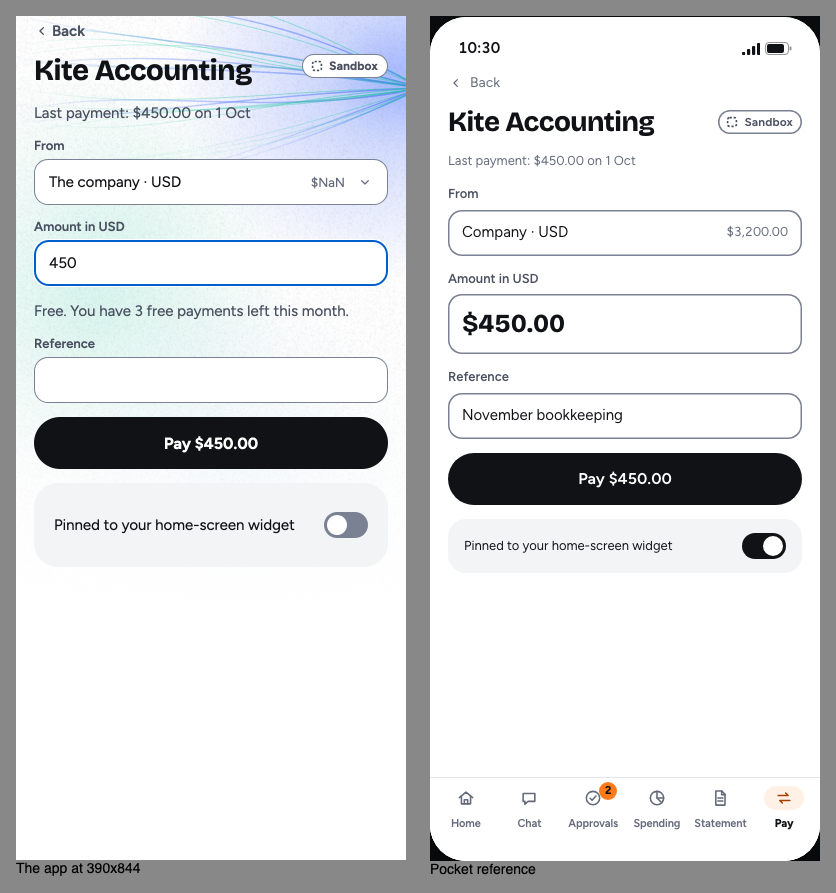 Back
Kite Accounting
Sandbox
Last payment: $450.00 on 1 Oct
From
The company · USD
$NaN
Amount in USD
450
Free. You have 3 free payments left this month.
Reference
Pay $450.00
Pinned to your home-screen widget
The app at 390x844
10:30
Back
Kite Accounting
Sandbox
Last payment: $450.00 on 1 Oct
From
Company · USD
$3,200.00
Amount in USD
$450.00
Reference
November bookkeeping
Pay $450.00
Pinned to your home-screen widget
2
Home
Chat
Approvals
Spending
Statement
Pay
Pocket reference